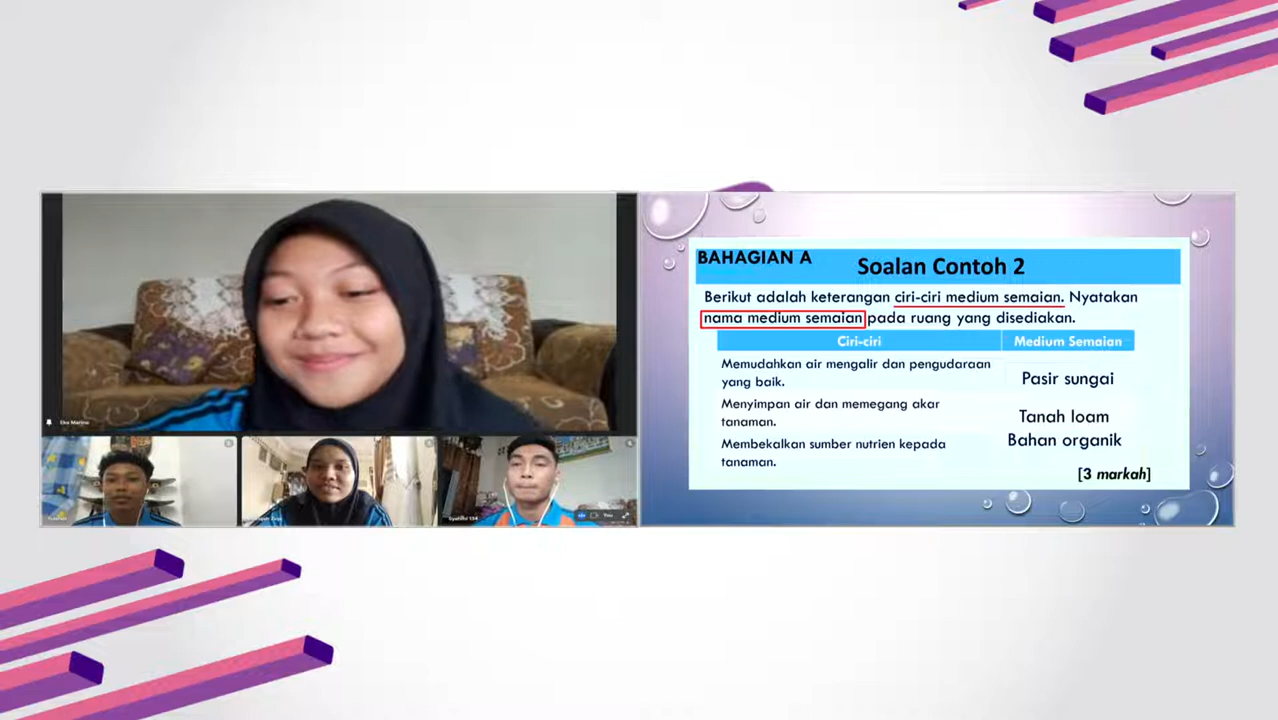 Eka Marina
BAHAGIAN A
Soalan Contoh 2
Berikut adalah keterangan ciri-ciri medium semaian. Nyatakan
nama medium semaian pada ruang yang disediakan.
Ciri-ciri
Medium Semaian
Memudahkan air mengalir dan pengudaraan
yang baik.
Pasir sungai
Menyimpan air dan memegang akar
tanaman.
Tanah loam
Membekalkan sumber nutrien kepada
tanaman.
Bahan organik
[3 markah]